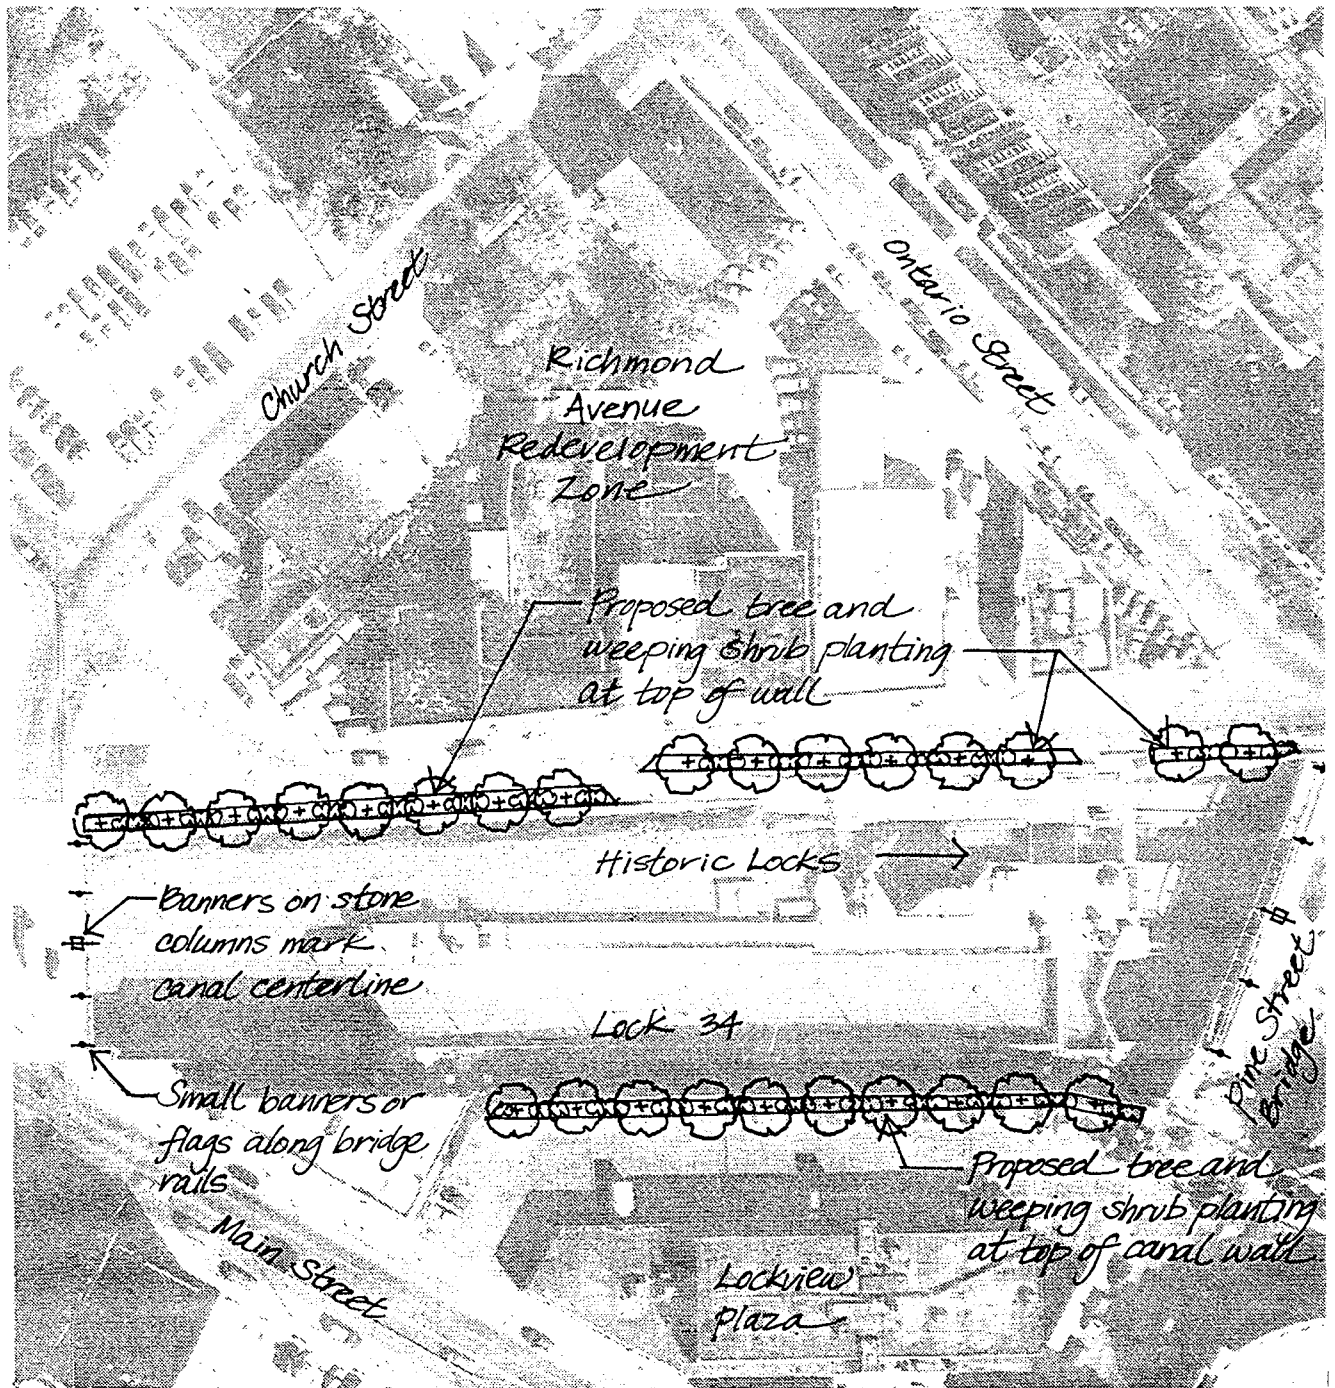 Church Street
Ontario Street
Richmond
Avenue
Redevelopment
Zone
Proposed tree and
weeping shrub planting
at top of wall
Historic Locks
Banners on stone
columns mark
canal centerline
Lock 34
Pine Street
Bridge
Small banners or
flags along bridge
rails
Proposed tree and
weeping shrub planting
at top of canal wall
Main Street
Lockview
Plaza